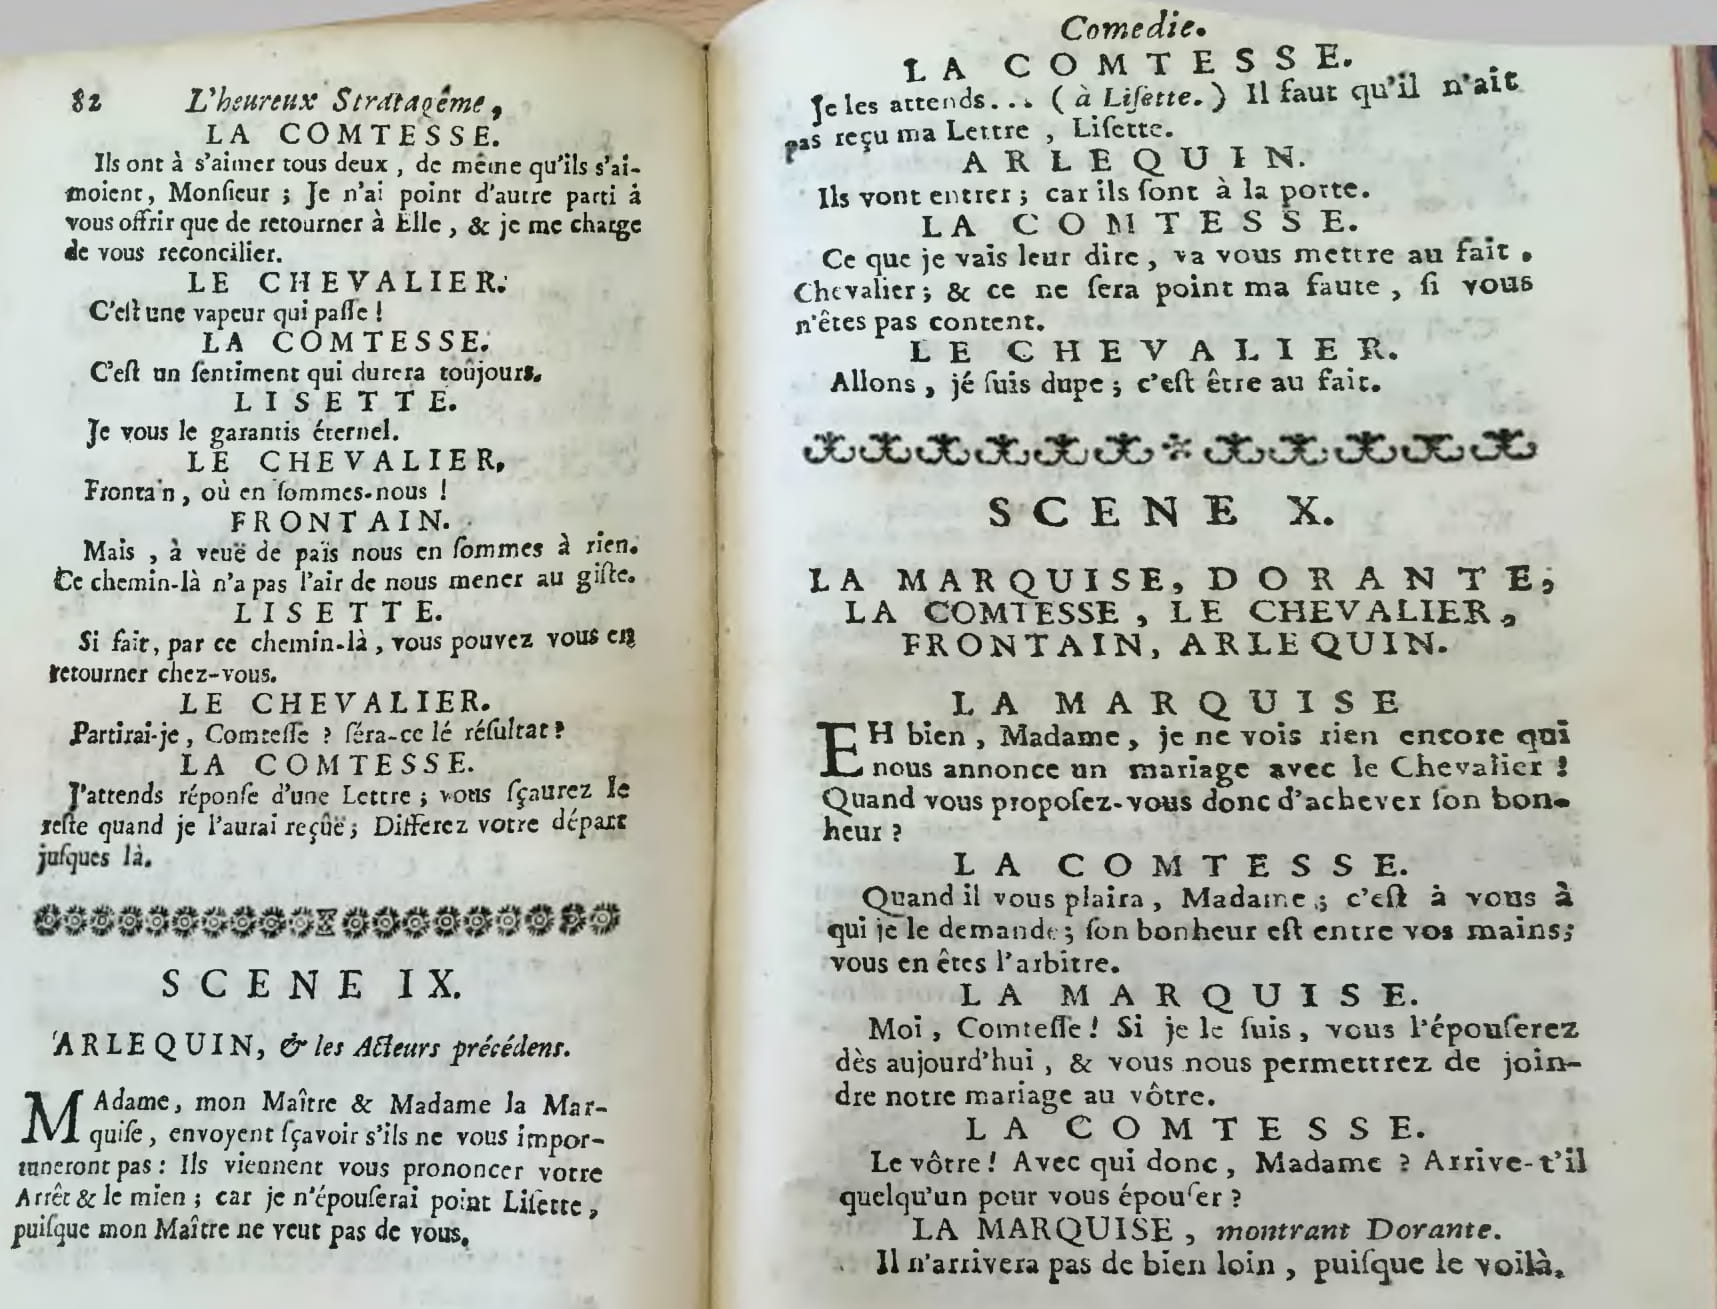 82 L'heureux Stratagême,
LA COMTESSE.
Ils ont à s'aimer tous deux, de même qu'ils s'ai-
moient, Monſieur ; Je n'ai point d'autre parti à
vous offrir que de retourner à Elle, & je me charge
de vous reconcilier.
LE CHEVALIER.
C'eſt une vapeur qui paſſe !
LA COMTESSE.
C'eſt un ſentiment qui durera toûjours.
LISETTE.
Je vous le garantis éternel.
LE CHEVALIER,
Fronta'n, où en ſommes-nous !
FRONTAIN.
Mais, à veuë de païs nous en ſommes à rien.
Ce chemin-là n'a pas l'air de nous mener au giſte.
LISETTE.
Si fait, par ce chemin-là, vous pouvez vous en
retourner chez-vous.
LE CHEVALIER.
Partirai-je, Comteſſe ? ſéra-ce lé réſultat ?
LA COMTESSE.
J'attends réponſe d'une Lettre ; vous ſçaurez le
reſte quand je l'aurai reçûë ; Differez votre départ
juſques là.
SCENE IX.
ARLEQUIN, & les Acteurs précédens.
MAdame, mon Maître & Madame la Mar-
quiſe, envoyent ſçavoir s'ils ne vous impor-
tuneront pas : Ils viennent vous prononcer votre
Arrêt & le mien ; car je n'épouſerai point Liſette,
puiſque mon Maître ne veut pas de vous.
Comedie.
LA COMTESSE.
Je les attends... (à Liſette.) Il faut qu'il n'ait
pas reçu ma Lettre, Liſette.
ARLEQUIN.
Ils vont entrer ; car ils ſont à la porte.
LA COMTESSE.
Ce que je vais leur dire, va vous mettre au fait.
Chevalier ; & ce ne ſera point ma faute, ſi vous
n'êtes pas content.
LE CHEVALIER.
Allons, jé ſuis dupe ; c'eſt être au fait.
SCENE X.
LA MARQUISE, DORANTE,
LA COMTESSE, LE CHEVALIER,
FRONTAIN, ARLEQUIN.
LA MARQUISE
EH bien, Madame, je ne vois rien encore qui
nous annonce un mariage avec le Chevalier !
Quand vous propoſez-vous donc d'achever ſon bon-
heur ?
LA COMTESSE.
Quand il vous plaira, Madame ; c'eſt à vous à
qui je le demande ; ſon bonheur eſt entre vos mains ;
vous en êtes l'arbitre.
LA MARQUISE.
Moi, Comteſſe ! Si je le ſuis, vous l'épouſerez
dès aujourd'hui, & vous nous permettrez de join-
dre notre mariage au vôtre.
LA COMTESSE.
Le vôtre ! Avec qui donc, Madame ? Arrive-t'il
quelqu'un pour vous épouſer ?
LA MARQUISE, montrant Dorante.
Il n'arrivera pas de bien loin, puiſque le voilà.